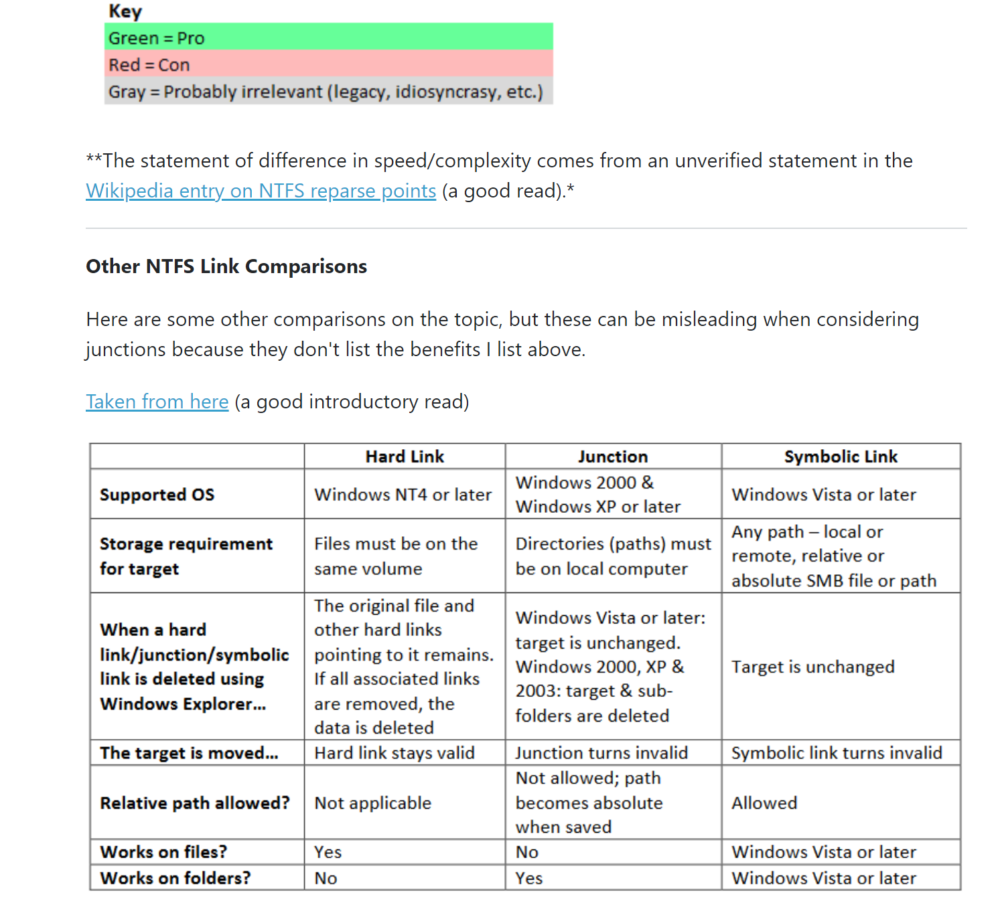 Key
Green = Pro
Red = Con
Gray = Probably irrelevant (legacy, idiosyncrasy, etc.)
**The statement of difference in speed/complexity comes from an unverified statement in the
Wikipedia entry on NTFS reparse points (a good read).*
Other NTFS Link Comparisons
Here are some other comparisons on the topic, but these can be misleading when considering
junctions because they don't list the benefits I list above.
Taken from here (a good introductory read)
Hard Link
Junction
Symbolic Link
Supported OS
Windows NT4 or later
Windows 2000 &
Windows XP or later
Windows Vista or later
Storage requirement
for target
Files must be on the
same volume
Directories (paths) must
be on local computer
Any path – local or
remote, relative or
absolute SMB file or path
When a hard
link/junction/symbolic
link is deleted using
Windows Explorer...
The original file and
other hard links
pointing to it remains.
If all associated links
are removed, the
data is deleted
Windows Vista or later:
target is unchanged.
Windows 2000, XP &
2003: target & sub-
folders are deleted
Target is unchanged
The target is moved...
Hard link stays valid
Junction turns invalid
Symbolic link turns invalid
Relative path allowed?
Not applicable
Not allowed; path
becomes absolute
when saved
Allowed
Works on files?
Yes
No
Windows Vista or later
Works on folders?
No
Yes
Windows Vista or later